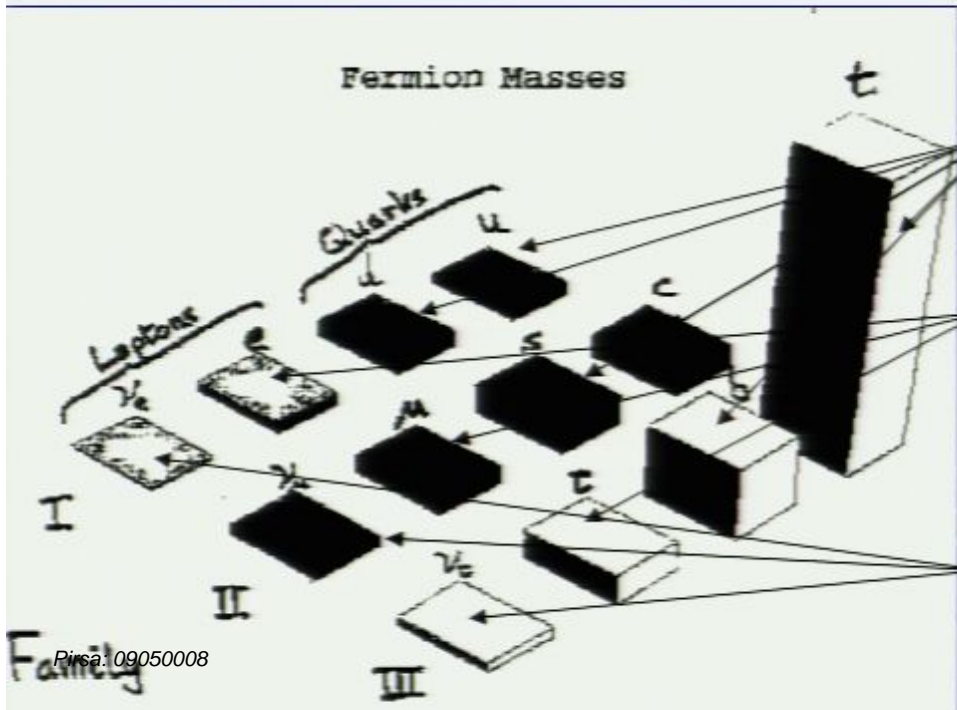 Fermion Masses
t
Quarks
u
d
c
Leptons
e
s
b
νe
μ
I
νμ
τ
II
ντ
Family
Pirsa: 09050008
III